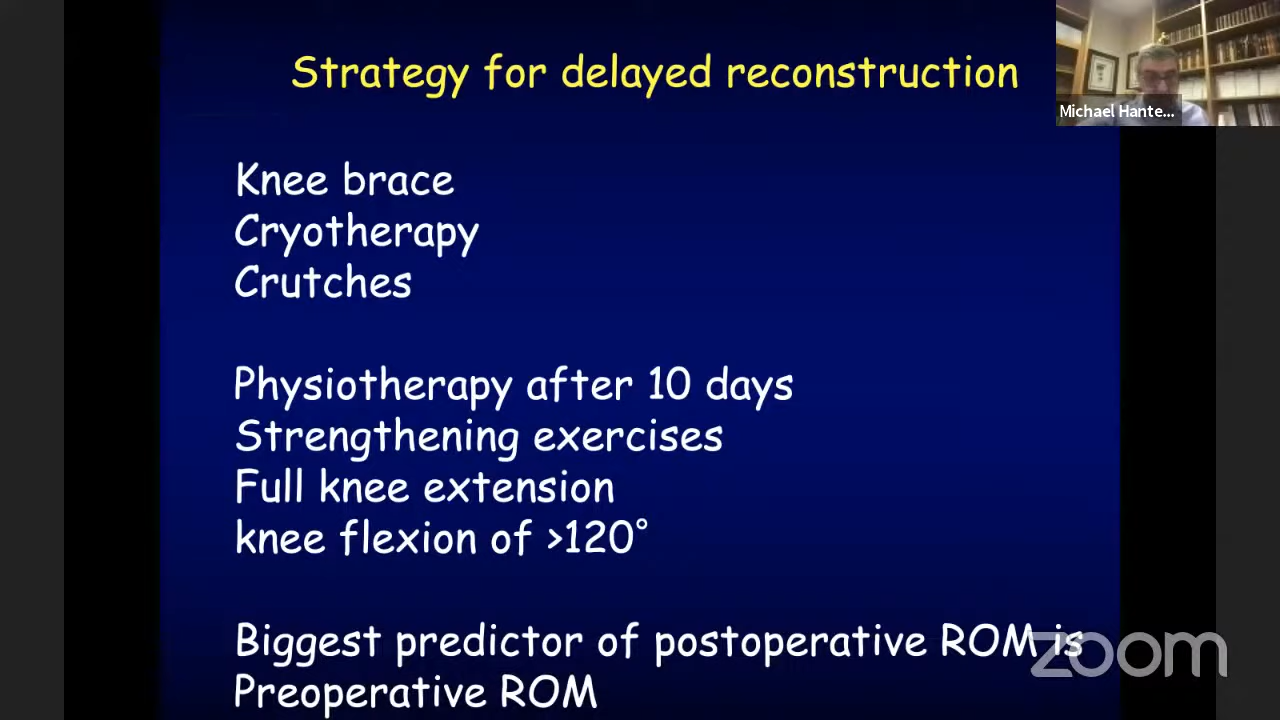 Strategy for delayed reconstruction
Michael Hante...
Knee brace
Cryotherapy
Crutches
Physiotherapy after 10 days
Strengthening exercises
Full knee extension
knee flexion of >120°
Biggest predictor of postoperative ROM is
Preoperative ROM
zoom